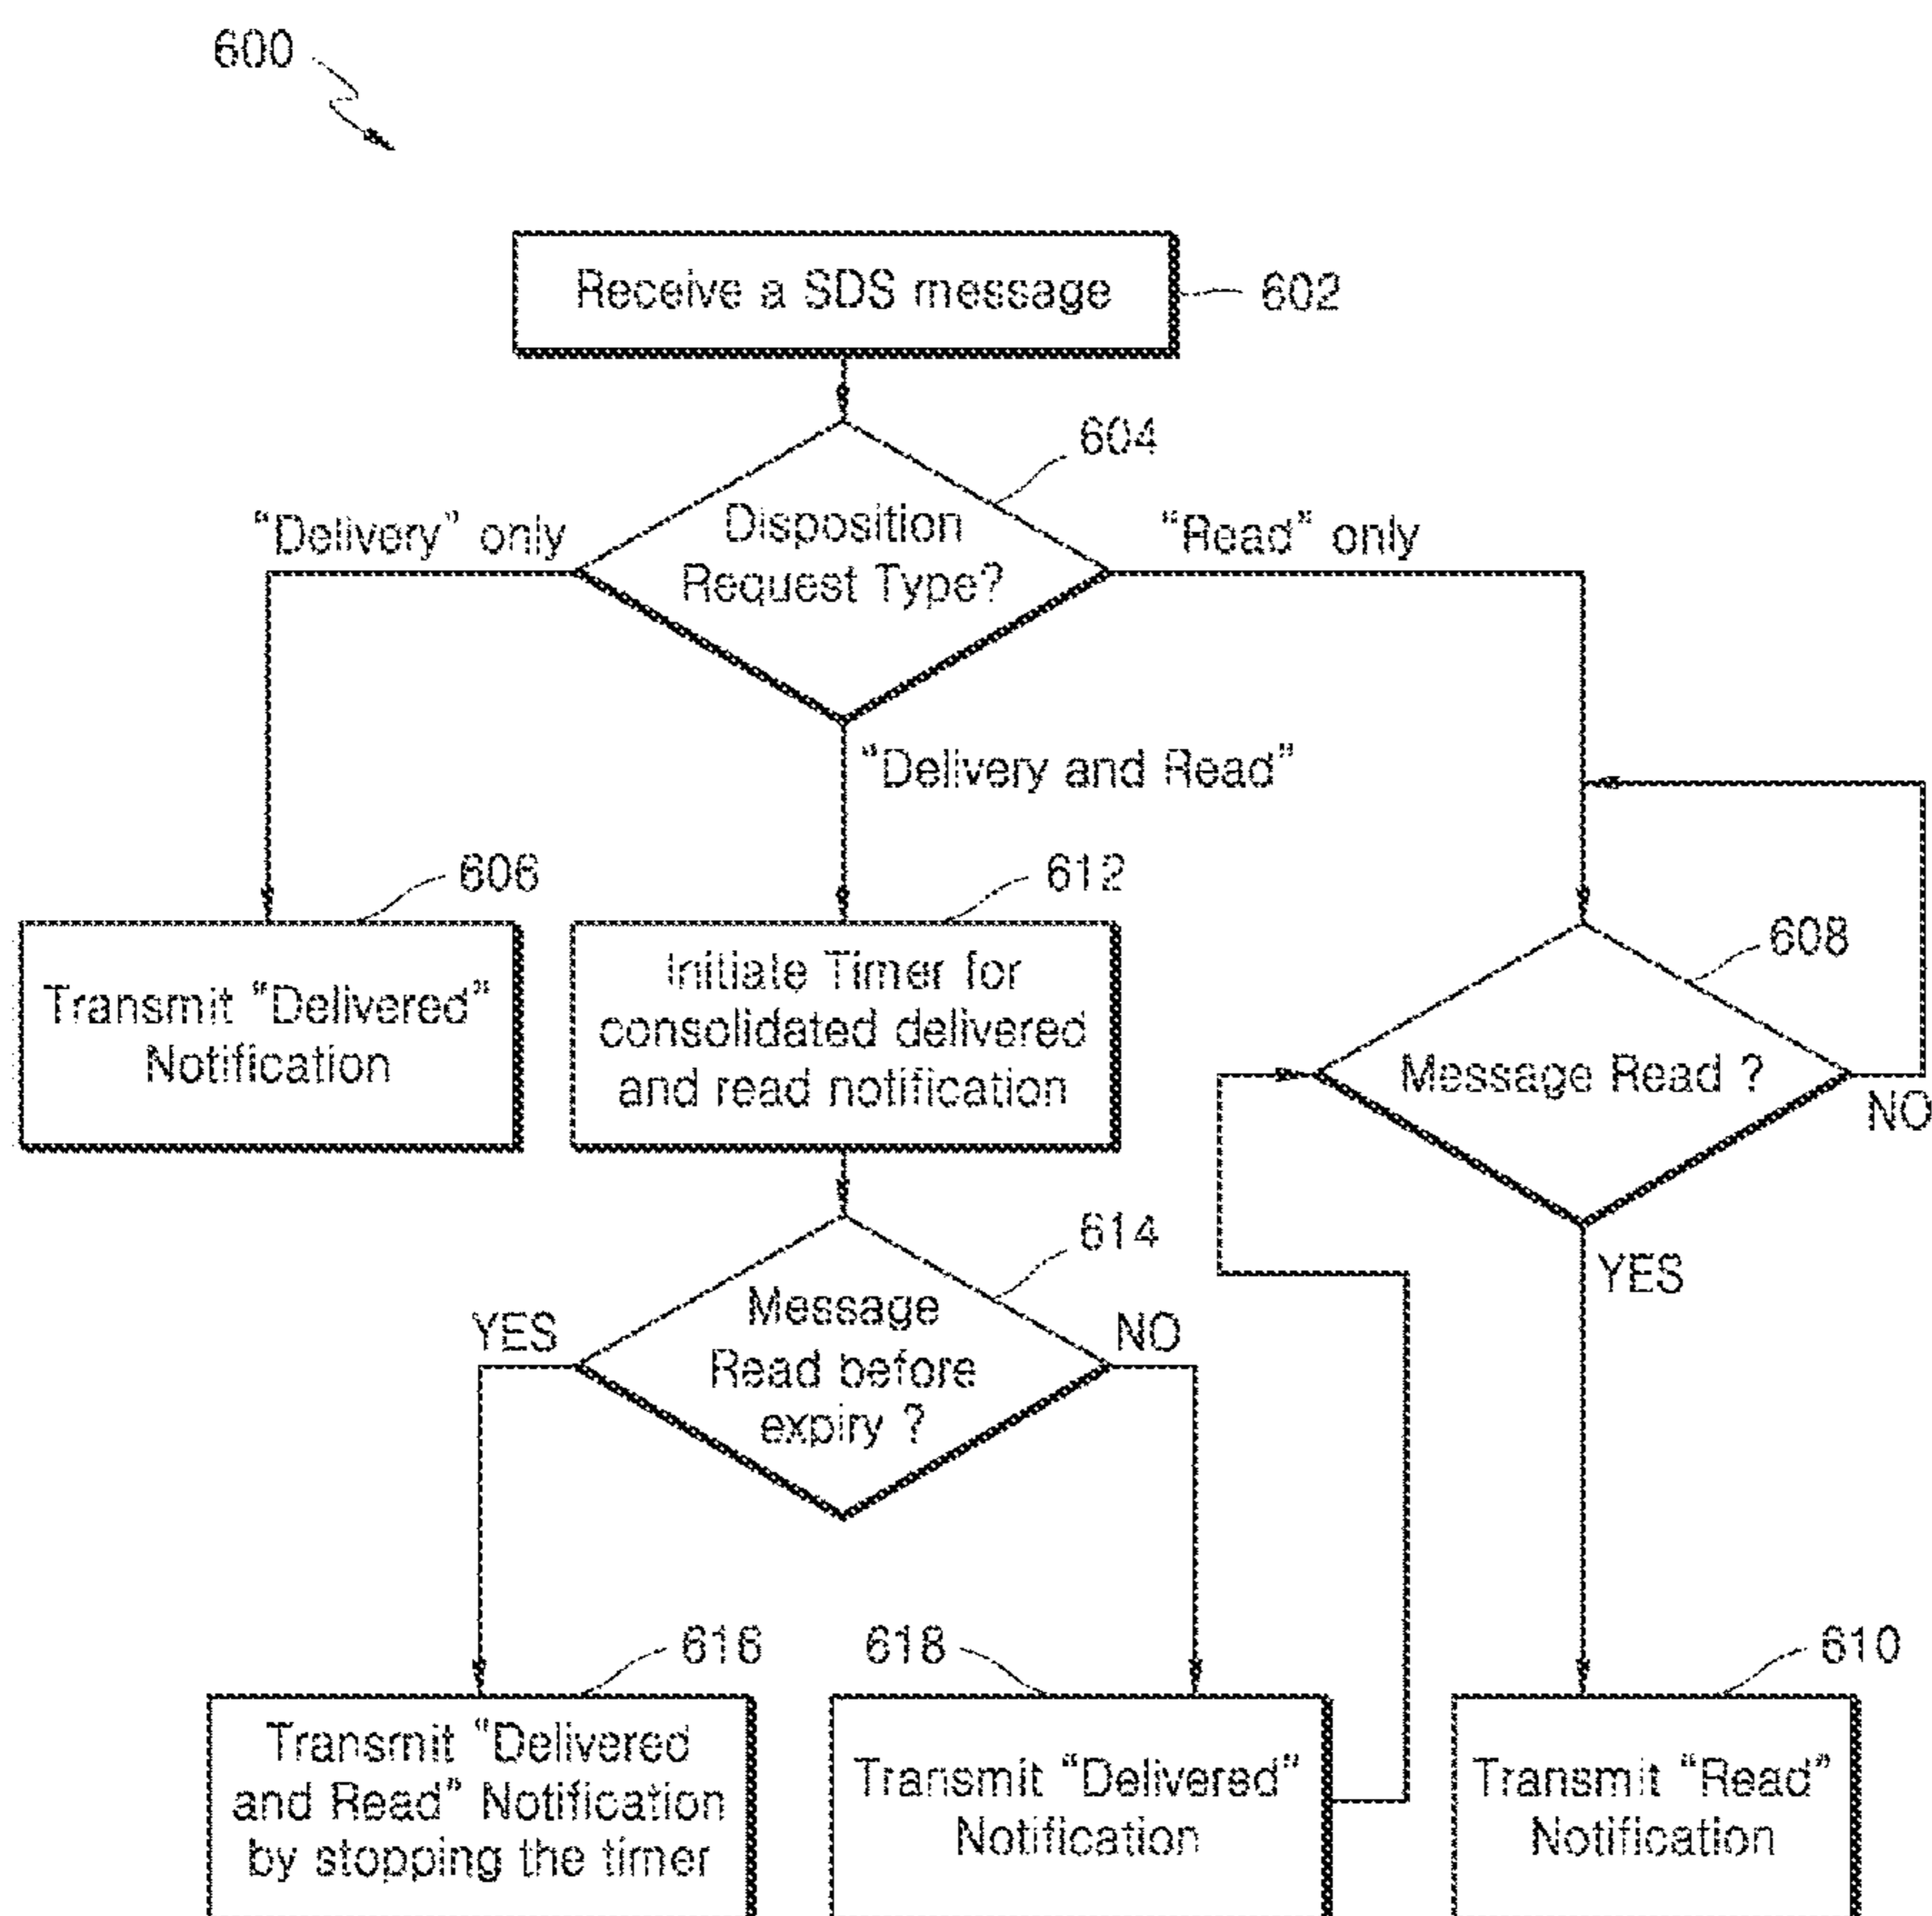 600
Receive a SDS message
602
604
Disposition
Request Type?
“Delivery” only
“Read” only
“Delivery and Read”
606
Transmit “Delivered”
Notification
612
Initiate Timer for
consolidated delivered
and read notification
608
Message Read ?
NO
YES
614
Message
Read before
expiry ?
YES
NO
616
Transmit “Delivered
and Read” Notification
by stopping the timer
618
Transmit “Delivered”
Notification
610
Transmit “Read”
Notification